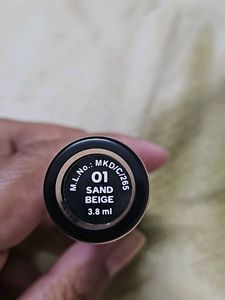 M.L.No.: MKD/C/265
01
SAND
BEIGE
3.8 ml